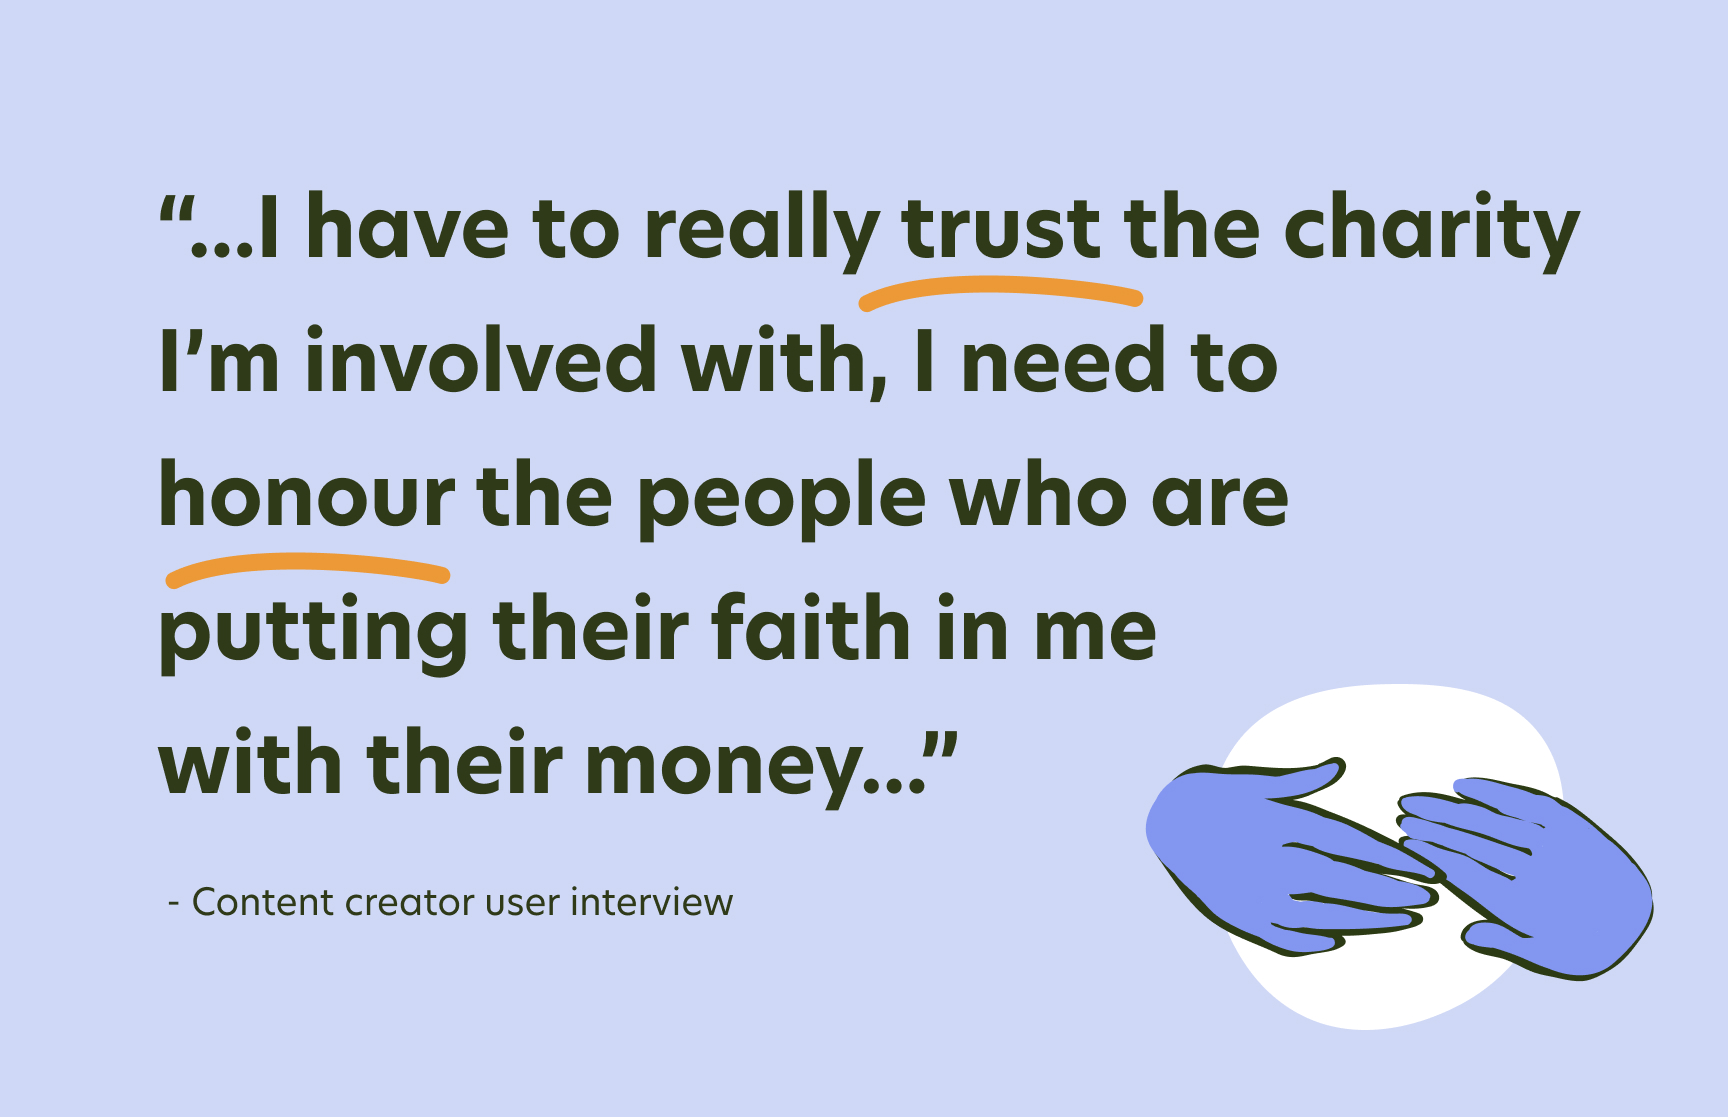 “...I have to really trust the charity
I’m involved with, I need to
honour the people who are
putting their faith in me
with their money...”
- Content creator user interview